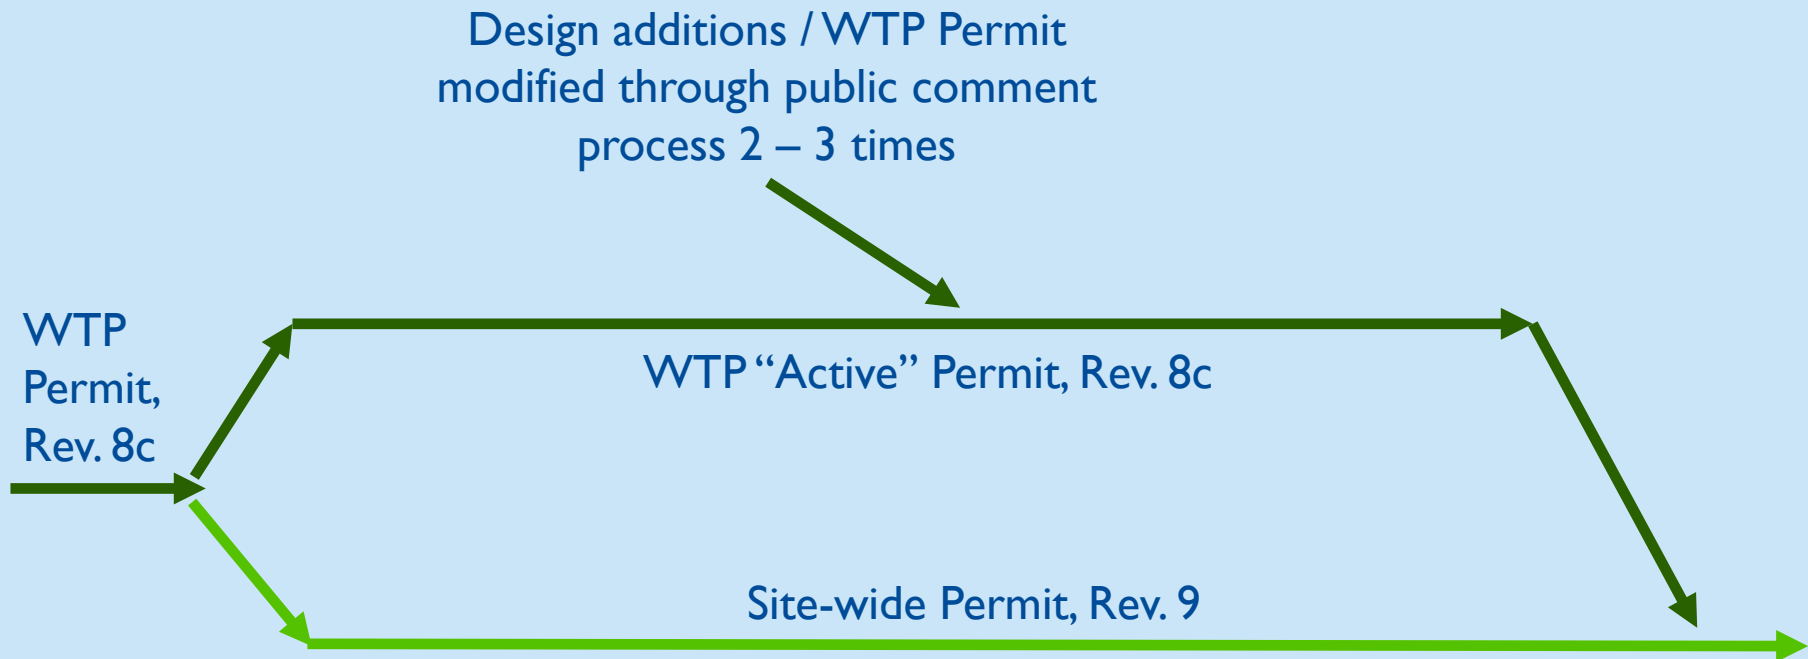 Design additions / WTP Permit
modified through public comment
process 2 – 3 times
WTP
Permit,
Rev. 8c
WTP “Active” Permit, Rev. 8c
Site-wide Permit, Rev. 9